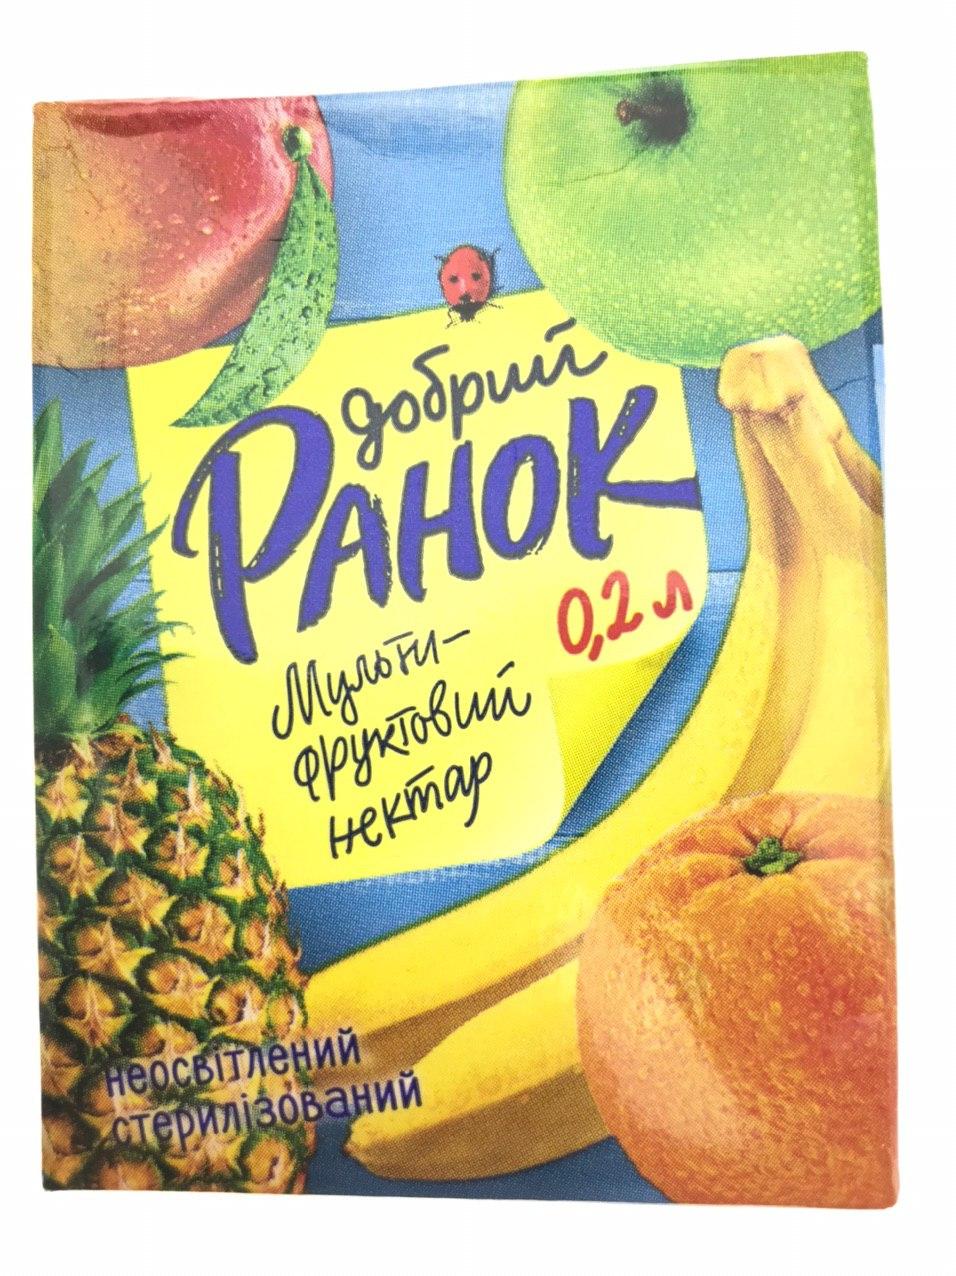 добрий
РАНОК
0,2 л
Мульти-
фруктовий
нектар
неосвітлений
стерилізований